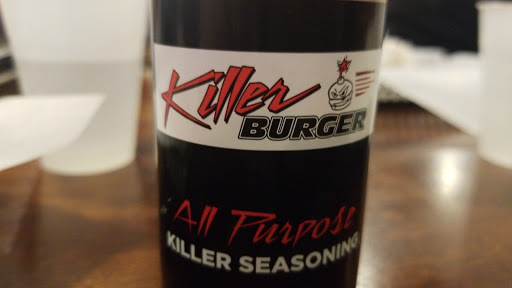 Killer
BURGER
All Purpose
KILLER SEASONING